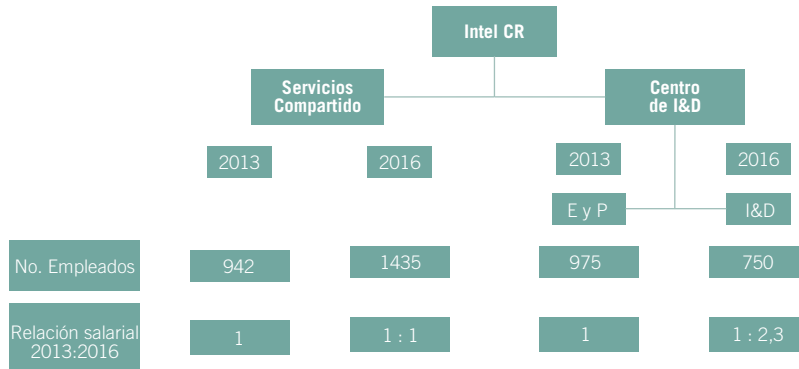 Intel CR
Servicios
Compartido
Centro
de I&D
2013
2016
2013
2016
E y P
I&D
No. Empleados
942
1435
975
750
Relación salarial
2013:2016
1
1 : 1
1
1 : 2,3